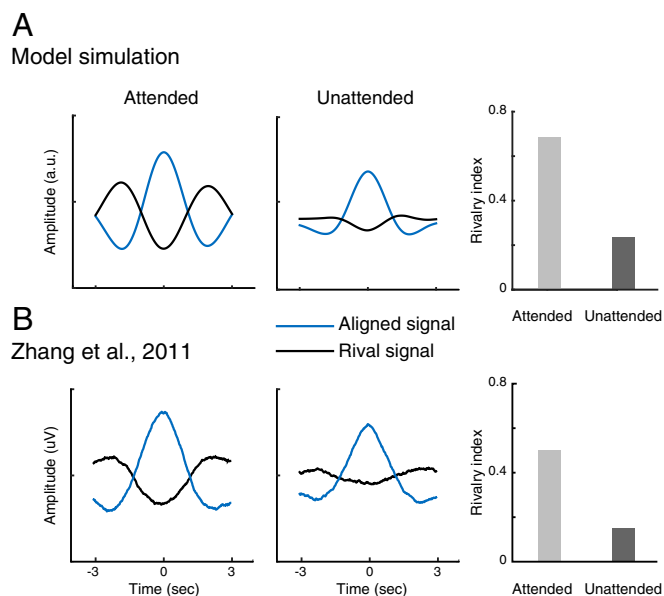 A
Model simulation
Attended
Unattended
Amplitude (a.u.)
0.8
0.4
0
Rivalry index
Attended
Unattended
B
Zhang et al., 2011
Aligned signal
Rival signal
Amplitude (uV)
-3
0
3
Time (sec)
-3
0
3
Time (sec)
0.8
0.4
0
Rivalry index
Attended
Unattended